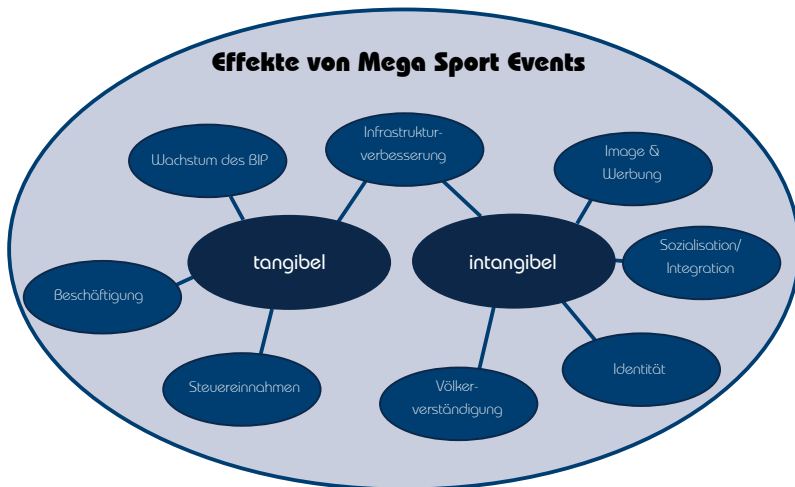 Effekte von Mega Sport Events
Infrastruktur-
verbesserung
Wachstum des BIP
Image &
Werbung
tangibel
intangibel
Sozialisation/
Integration
Beschäftigung
Steuereinnahmen
Völker-
verständigung
Identität